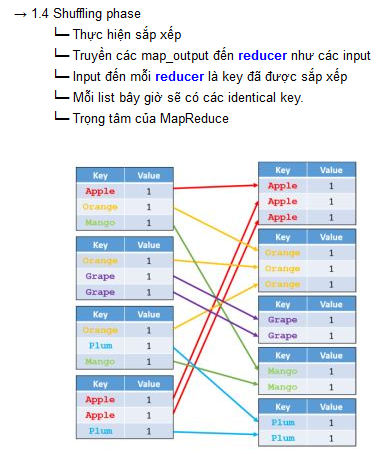 → 1.4 Shuffling phase
Thực hiện sắp xếp
Truyền các map_output đến reducer như các input
Input đến mỗi reducer là key đã được sắp xếp
Mỗi list bây giờ sẽ có các identical key.
Trọng tâm của MapReduce
Key Value
Apple 1
Orange 1
Mango 1
Key Value
Orange 1
Grape 1
Grape 1
Key Value
Orange 1
Plum 1
Mango 1
Key Value
Apple 1
Apple 1
Plum 1
Key Value
Apple 1
Apple 1
Apple 1
Key Value
Orange 1
Orange 1
Orange 1
Key Value
Grape 1
Grape 1
Key Value
Mango 1
Mango 1
Key Value
Plum 1
Plum 1